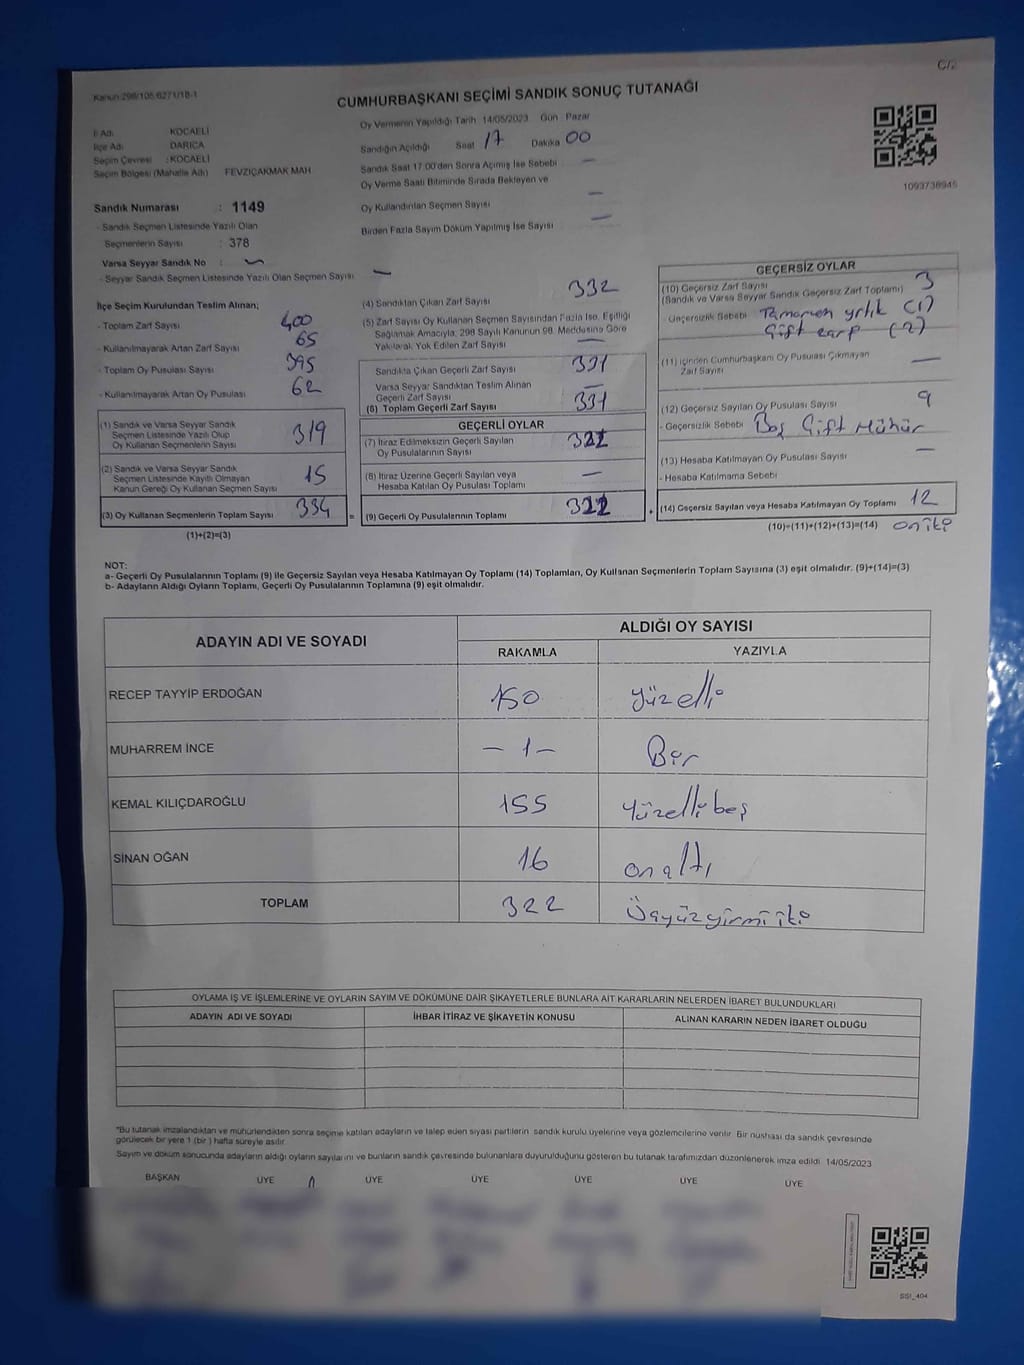 C/2
Kanun:298/105,6271/18-1
CUMHURBAŞKANI SEÇİMİ SANDIK SONUÇ TUTANAĞI
İl Adı : KOCAELİ
İlçe Adı : DARICA
Seçim Çevresi : KOCAELİ
Seçim Bölgesi (Mahalle Adı) FEVZİÇAKMAK MAH
Sandık Numarası : 1149
- Sandık Seçmen Listesinde Yazılı Olan
Seçmenlerin Sayısı : 378
Varsa Seyyar Sandık No : -
- Seyyar Sandık Seçmen Listesinde Yazılı Olan Seçmen Sayısı -
Oy Vermenin Yapıldığı Tarih 14/05/2023 Gün Pazar
Sandığın Açıldığı Saat 17 Dakika 00
Sandık Saat 17:00'den Sonra Açılmış İse Sebebi -
Oy Verme Saati Bitiminde Sırada Bekleyen ve
Oy Kullandırılan Seçmen Sayısı -
Birden Fazla Sayım Döküm Yapılmış İse Sayısı -
1093738945
İlçe Seçim Kurulundan Teslim Alınan;
- Toplam Zarf Sayısı 400
- Kullanılmayarak Artan Zarf Sayısı 65
- Toplam Oy Pusulası Sayısı 395
- Kullanılmayarak Artan Oy Pusulası 62
(1) Sandık ve Varsa Seyyar Sandık
Seçmen Listesinde Yazılı Olup
Oy Kullanan Seçmenlerin Sayısı 319
(2) Sandık ve Varsa Seyyar Sandık
Seçmen Listesinde Kayıtlı Olmayan
Kanun Gereği Oy Kullanan Seçmen Sayısı 15
(3) Oy Kullanan Seçmenlerin Toplam Sayısı 334 =
(1)+(2)=(3)
(4) Sandıktan Çıkan Zarf Sayısı 332
(5) Zarf Sayısı Oy Kullanan Seçmen Sayısından Fazla İse, Eşitliği
Sağlamak Amacıyla, 298 Sayılı Kanunun 98. Maddesine Göre
Yakılarak Yok Edilen Zarf Sayısı -
Sandıkta Çıkan Geçerli Zarf Sayısı 331
Varsa Seyyar Sandıktan Teslim Alınan
Geçerli Zarf Sayısı -
(6) Toplam Geçerli Zarf Sayısı 331
GEÇERLİ OYLAR
(7) İtiraz Edilmeksizin Geçerli Sayılan
Oy Pusulalarının Sayısı 322
(8) İtiraz Üzerine Geçerli Sayılan veya
Hesaba Katılan Oy Pusulası Toplamı -
(9) Geçerli Oy Pusulalarının Toplamı 322 +
GEÇERSİZ OYLAR
(10) Geçersiz Zarf Sayısı 3
(Sandık ve Varsa Seyyar Sandık Geçersiz Zarf Toplamı)
- Geçersizlik Sebebi Tamamen yrtık (1)
Çift zarp (2)
(11) İçinden Cumhurbaşkanı Oy Pusulası Çıkmayan
Zarf Sayısı -
(12) Geçersiz Sayılan Oy Pusulası Sayısı 9
- Geçersizlik Sebebi Boş Çift Mühür
(13) Hesaba Katılmayan Oy Pusulası Sayısı -
- Hesaba Katılmama Sebebi
(14) Geçersiz Sayılan veya Hesaba Katılmayan Oy Toplamı 12
(10)+(11)+(12)+(13)=(14) oniki
NOT:
a- Geçerli Oy Pusulalarının Toplamı (9) ile Geçersiz Sayılan veya Hesaba Katılmayan Oy Toplamı (14) Toplamları, Oy Kullanan Seçmenlerin Toplam Sayısına (3) eşit olmalıdır. (9)+(14)=(3)
b- Adayların Aldığı Oyların Toplamı, Geçerli Oy Pusulalarının Toplamına (9) eşit olmalıdır.
ADAYIN ADI VE SOYADI ALDIĞI OY SAYISI
RAKAMLA YAZIYLA
RECEP TAYYİP ERDOĞAN 150 yüzelli
MUHARREM İNCE - 1 - Bir
KEMAL KILIÇDAROĞLU 155 yüzellibeş
SİNAN OĞAN 16 onaltı
TOPLAM 322 Üçyüzyirmiiki
OYLAMA İŞ VE İŞLEMLERİNE VE OYLARIN SAYIM VE DÖKÜMÜNE DAİR ŞİKAYETLERLE BUNLARA AİT KARARLARIN NELERDEN İBARET BULUNDUKLARI
ADAYIN ADI VE SOYADI İHBAR İTİRAZ VE ŞİKAYETİN KONUSU ALINAN KARARIN NEDEN İBARET OLDUĞU
*Bu tutanak imzalandıktan ve mühürlendikten sonra seçime katılan adayların ve talep eden siyasi partilerin sandık kurulu üyelerine veya gözlemcilerine verilir. Bir nüshası da sandık çevresinde
görülecek bir yere 1 (bir ) hafta süreyle asılır.
Sayım ve döküm sonucunda adayların aldığı oyların sayılarını ve bunların sandık çevresinde bulunanlara duyurulduğunu gösteren bu tutanak tarafımızdan düzenlenerek imza edildi 14/05/2023
BAŞKAN ÜYE ÜYE ÜYE ÜYE ÜYE ÜYE
SSI_404